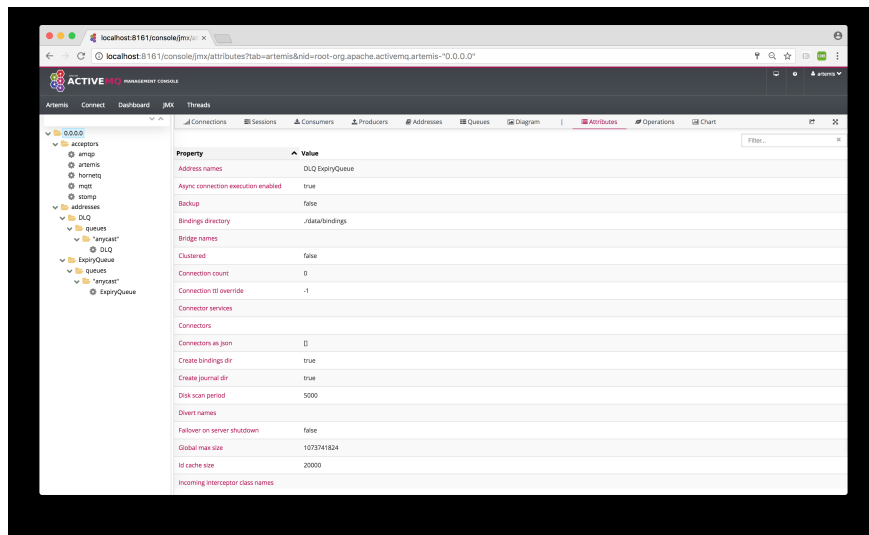 localhost:8161/console/jmx/at
localhost:8161/console/jmx/attributes?tab=artemis&nid=root-org.apache.activemq.artemis-"0.0.0.0"
ACTIVEMQ MANAGEMENT CONSOLE
artemis
Artemis Connect Dashboard JMX Threads
Connections Sessions Consumers Producers Addresses Queues Diagram | Attributes Operations Chart
0.0.0.0
acceptors
amqp
artemis
hornetq
mqtt
stomp
addresses
DLQ
queues
"anycast"
DLQ
ExpiryQueue
queues
"anycast"
ExpiryQueue
Filter...
Property Value
Address names DLQ ExpiryQueue
Async connection execution enabled true
Backup false
Bindings directory ./data/bindings
Bridge names
Clustered false
Connection count 0
Connection ttl override -1
Connector services
Connectors
Connectors as json []
Create bindings dir true
Create journal dir true
Disk scan period 5000
Divert names
Failover on server shutdown false
Global max size 1073741824
Id cache size 20000
Incoming interceptor class names